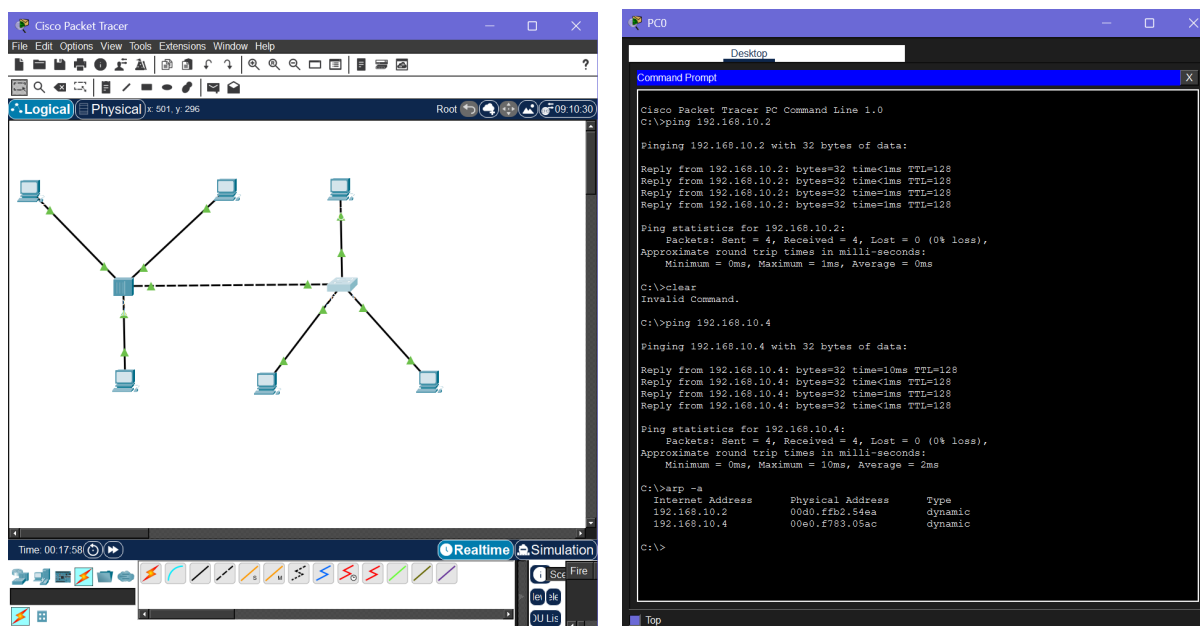 Cisco Packet Tracer
File Edit Options View Tools Extensions Window Help
?
Logical Physical x: 501, y: 296 Root 09:10:30
Time: 00:17:58 Realtime Simulation
Fire
PC0
Desktop
Command Prompt X
Cisco Packet Tracer PC Command Line 1.0
C:\>ping 192.168.10.2
Pinging 192.168.10.2 with 32 bytes of data:
Reply from 192.168.10.2: bytes=32 time<1ms TTL=128
Reply from 192.168.10.2: bytes=32 time<1ms TTL=128
Reply from 192.168.10.2: bytes=32 time=1ms TTL=128
Reply from 192.168.10.2: bytes=32 time=1ms TTL=128
Ping statistics for 192.168.10.2:
Packets: Sent = 4, Received = 4, Lost = 0 (0% loss),
Approximate round trip times in milli-seconds:
Minimum = 0ms, Maximum = 1ms, Average = 0ms
C:\>clear
Invalid Command.
C:\>ping 192.168.10.4
Pinging 192.168.10.4 with 32 bytes of data:
Reply from 192.168.10.4: bytes=32 time=10ms TTL=128
Reply from 192.168.10.4: bytes=32 time<1ms TTL=128
Reply from 192.168.10.4: bytes=32 time=1ms TTL=128
Reply from 192.168.10.4: bytes=32 time<1ms TTL=128
Ping statistics for 192.168.10.4:
Packets: Sent = 4, Received = 4, Lost = 0 (0% loss),
Approximate round trip times in milli-seconds:
Minimum = 0ms, Maximum = 10ms, Average = 2ms
C:\>arp -a
Internet Address Physical Address Type
192.168.10.2 00d0.ffb2.54ea dynamic
192.168.10.4 00e0.f783.05ac dynamic
C:\>
Top